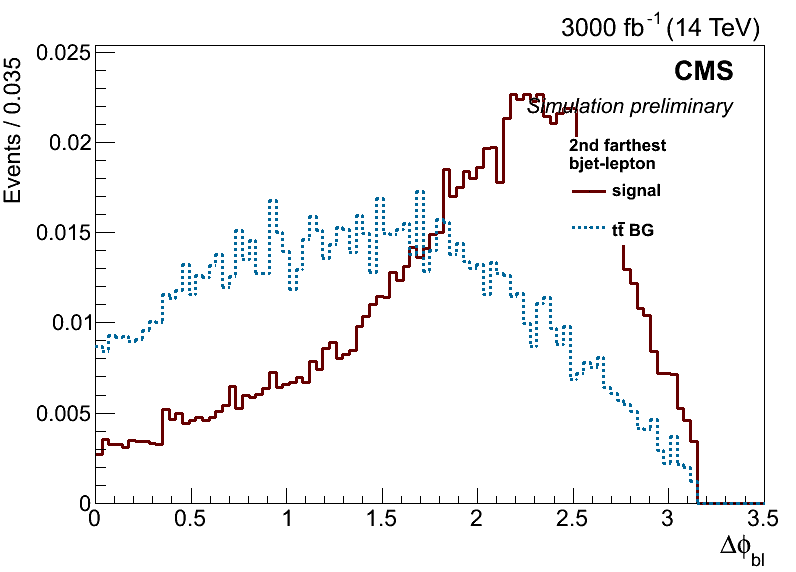 3000 fb⁻¹ (14 TeV)
Events / 0.035
0.025
0.02
0.015
0.01
0.005
0
CMS
Simulation preliminary
2nd farthest
bjet-lepton
signal
tt̄ BG
0 0.5 1 1.5 2 2.5 3 3.5
Δϕbl